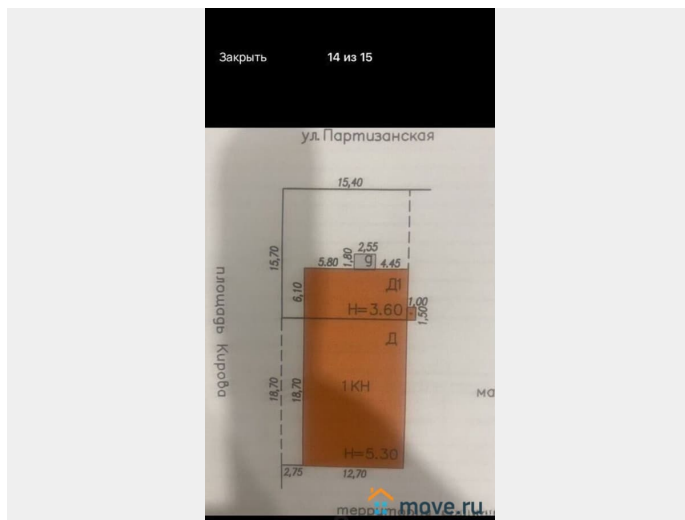 Закрыть
14 из 15
ул. Партизанская
15,40
15,70
2,55
1,80
g
5.80
4.45
6,10
Д1
1,00
H=3.60
1,50
площадь Кирова
Д
18,70
18,70
1 КН
ма
H=5.30
2,75
12,70
move.ru